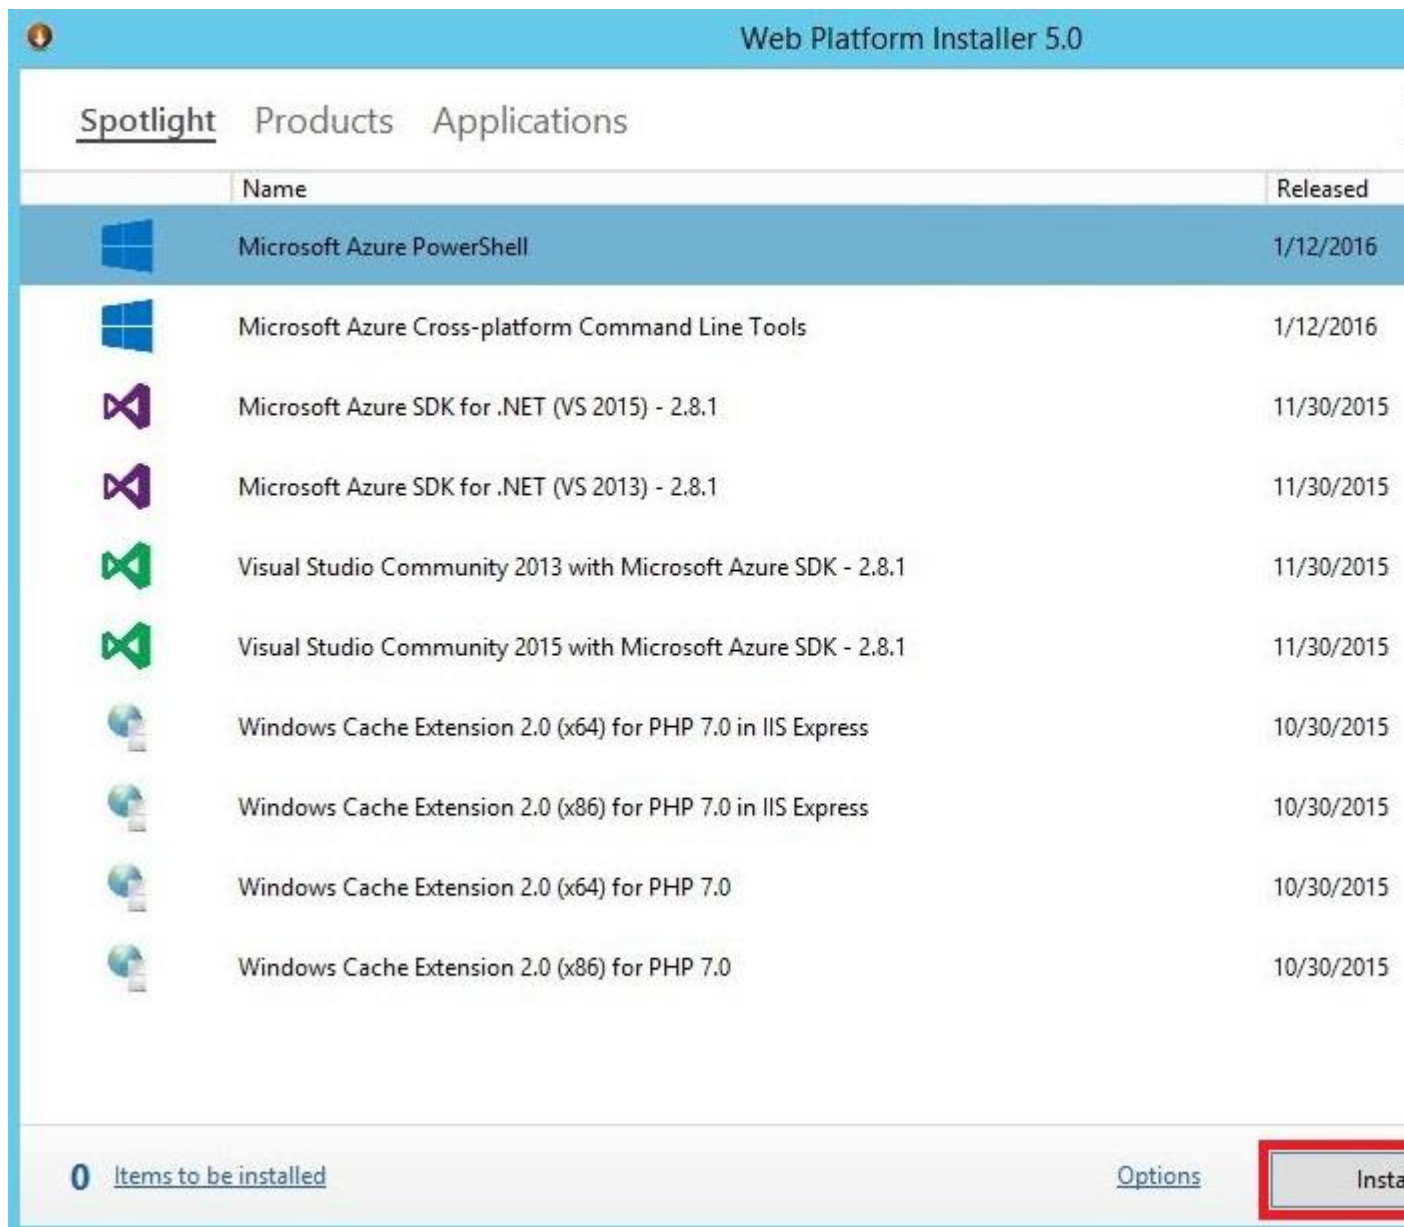 Web Platform Installer 5.0
Spotlight Products Applications
Name Released
Microsoft Azure PowerShell 1/12/2016
Microsoft Azure Cross-platform Command Line Tools 1/12/2016
Microsoft Azure SDK for .NET (VS 2015) - 2.8.1 11/30/2015
Microsoft Azure SDK for .NET (VS 2013) - 2.8.1 11/30/2015
Visual Studio Community 2013 with Microsoft Azure SDK - 2.8.1 11/30/2015
Visual Studio Community 2015 with Microsoft Azure SDK - 2.8.1 11/30/2015
Windows Cache Extension 2.0 (x64) for PHP 7.0 in IIS Express 10/30/2015
Windows Cache Extension 2.0 (x86) for PHP 7.0 in IIS Express 10/30/2015
Windows Cache Extension 2.0 (x64) for PHP 7.0 10/30/2015
Windows Cache Extension 2.0 (x86) for PHP 7.0 10/30/2015
0 Items to be installed Options Insta